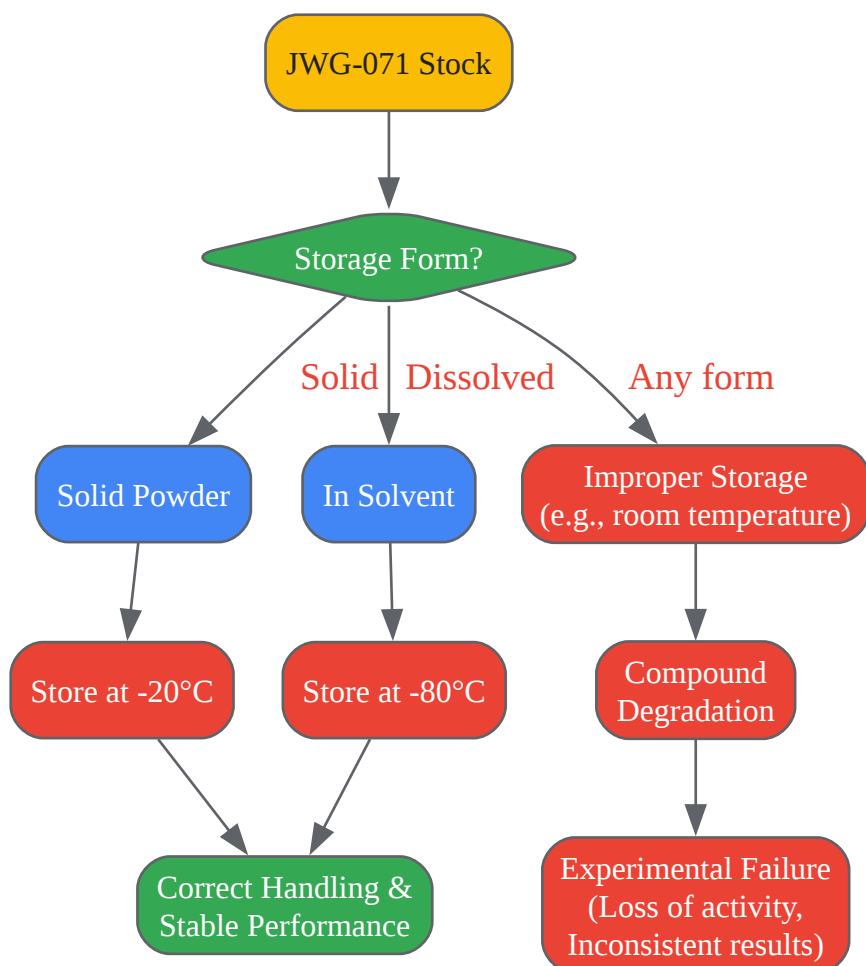 JWG-071 Stock
Storage Form?
Solid
Dissolved
Any form
Solid Powder
In Solvent
Improper Storage
(e.g., room temperature)
Store at -20°C
Store at -80°C
Compound
Degradation
Correct Handling &
Stable Performance
Experimental Failure
(Loss of activity,
Inconsistent results)